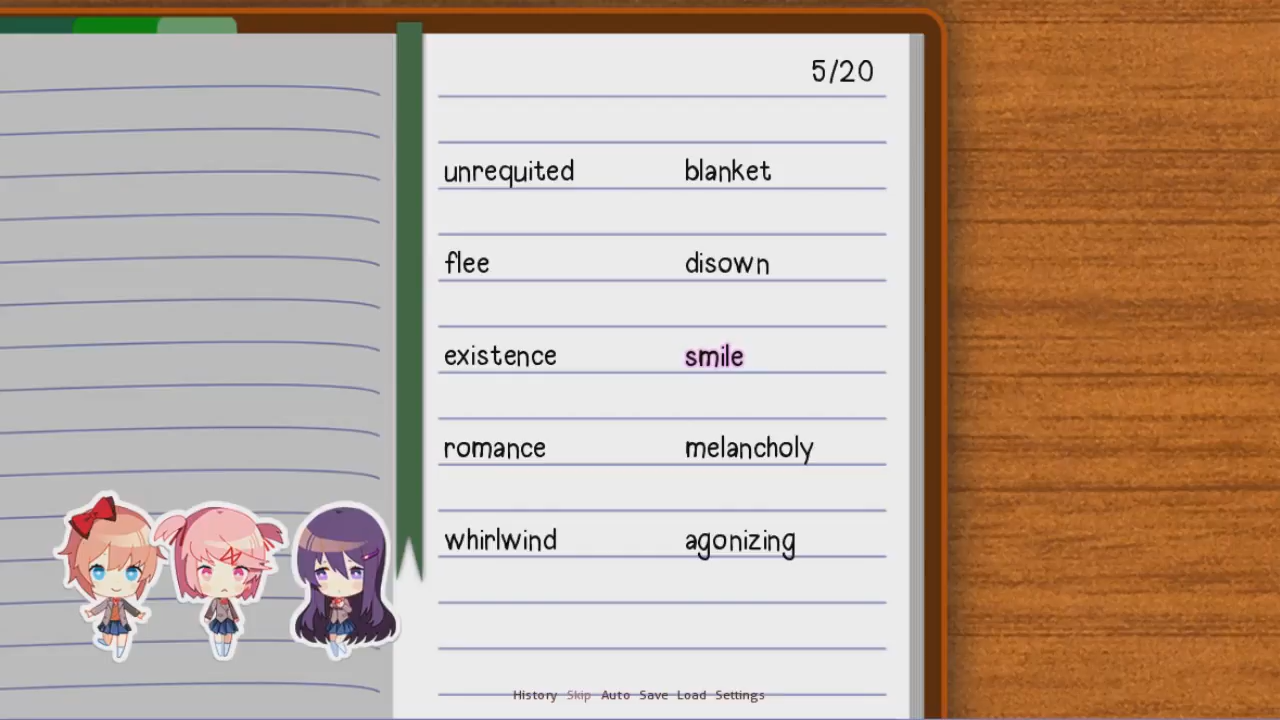 5/20
unrequited blanket
flee disown
existence smile
romance melancholy
whirlwind agonizing
History Skip Auto Save Load Settings